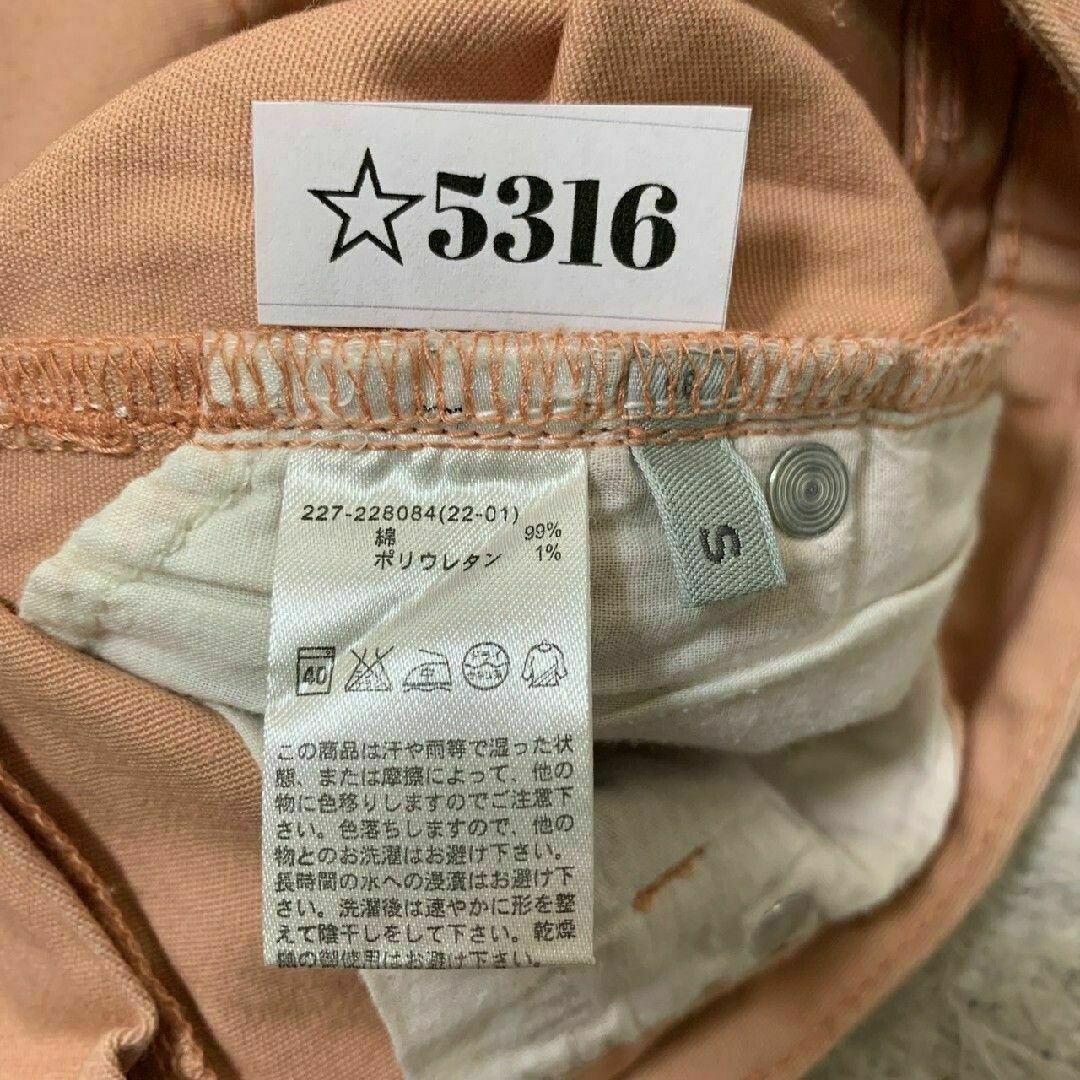 ☆5316
227-228084(22-01)
綿 99%
ポリウレタン 1%
S
40
この商品は汗や雨等で湿った状
態、または摩擦によって、他の
物に色移りしますのでご注意下
さい。色落ちしますので、他の
物とのお洗濯はお避け下さい。
長時間の水への浸漬はお避け下
さい。洗濯後は速やかに形を整
えて陰干しをして下さい。乾燥
機の御使用はお避け下さい。